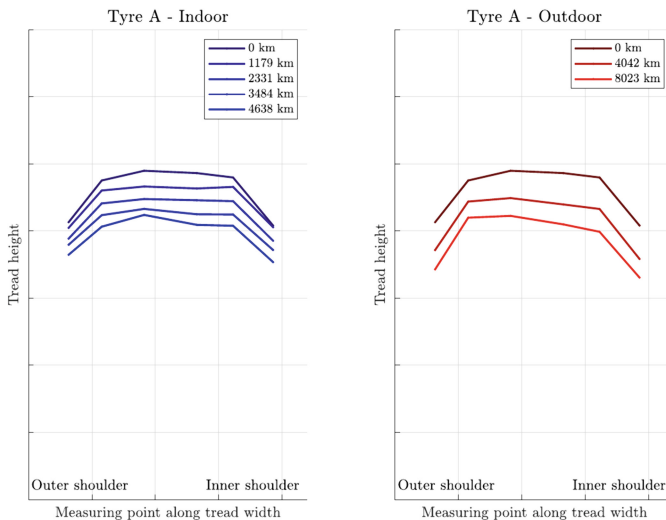 Tyre A - Indoor
0 km
1179 km
2331 km
3484 km
4638 km
Tread height
Outer shoulder
Inner shoulder
Measuring point along tread width
Tyre A - Outdoor
0 km
4042 km
8023 km
Tread height
Outer shoulder
Inner shoulder
Measuring point along tread width